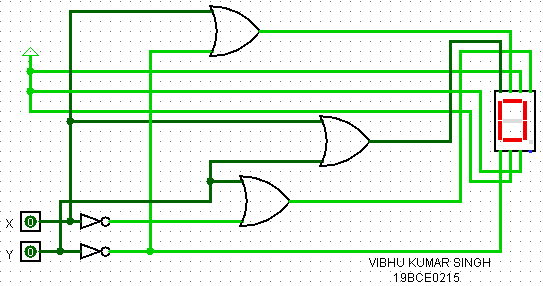 X 0
Y 0
VIBHU KUMAR SINGH
19BCE0215